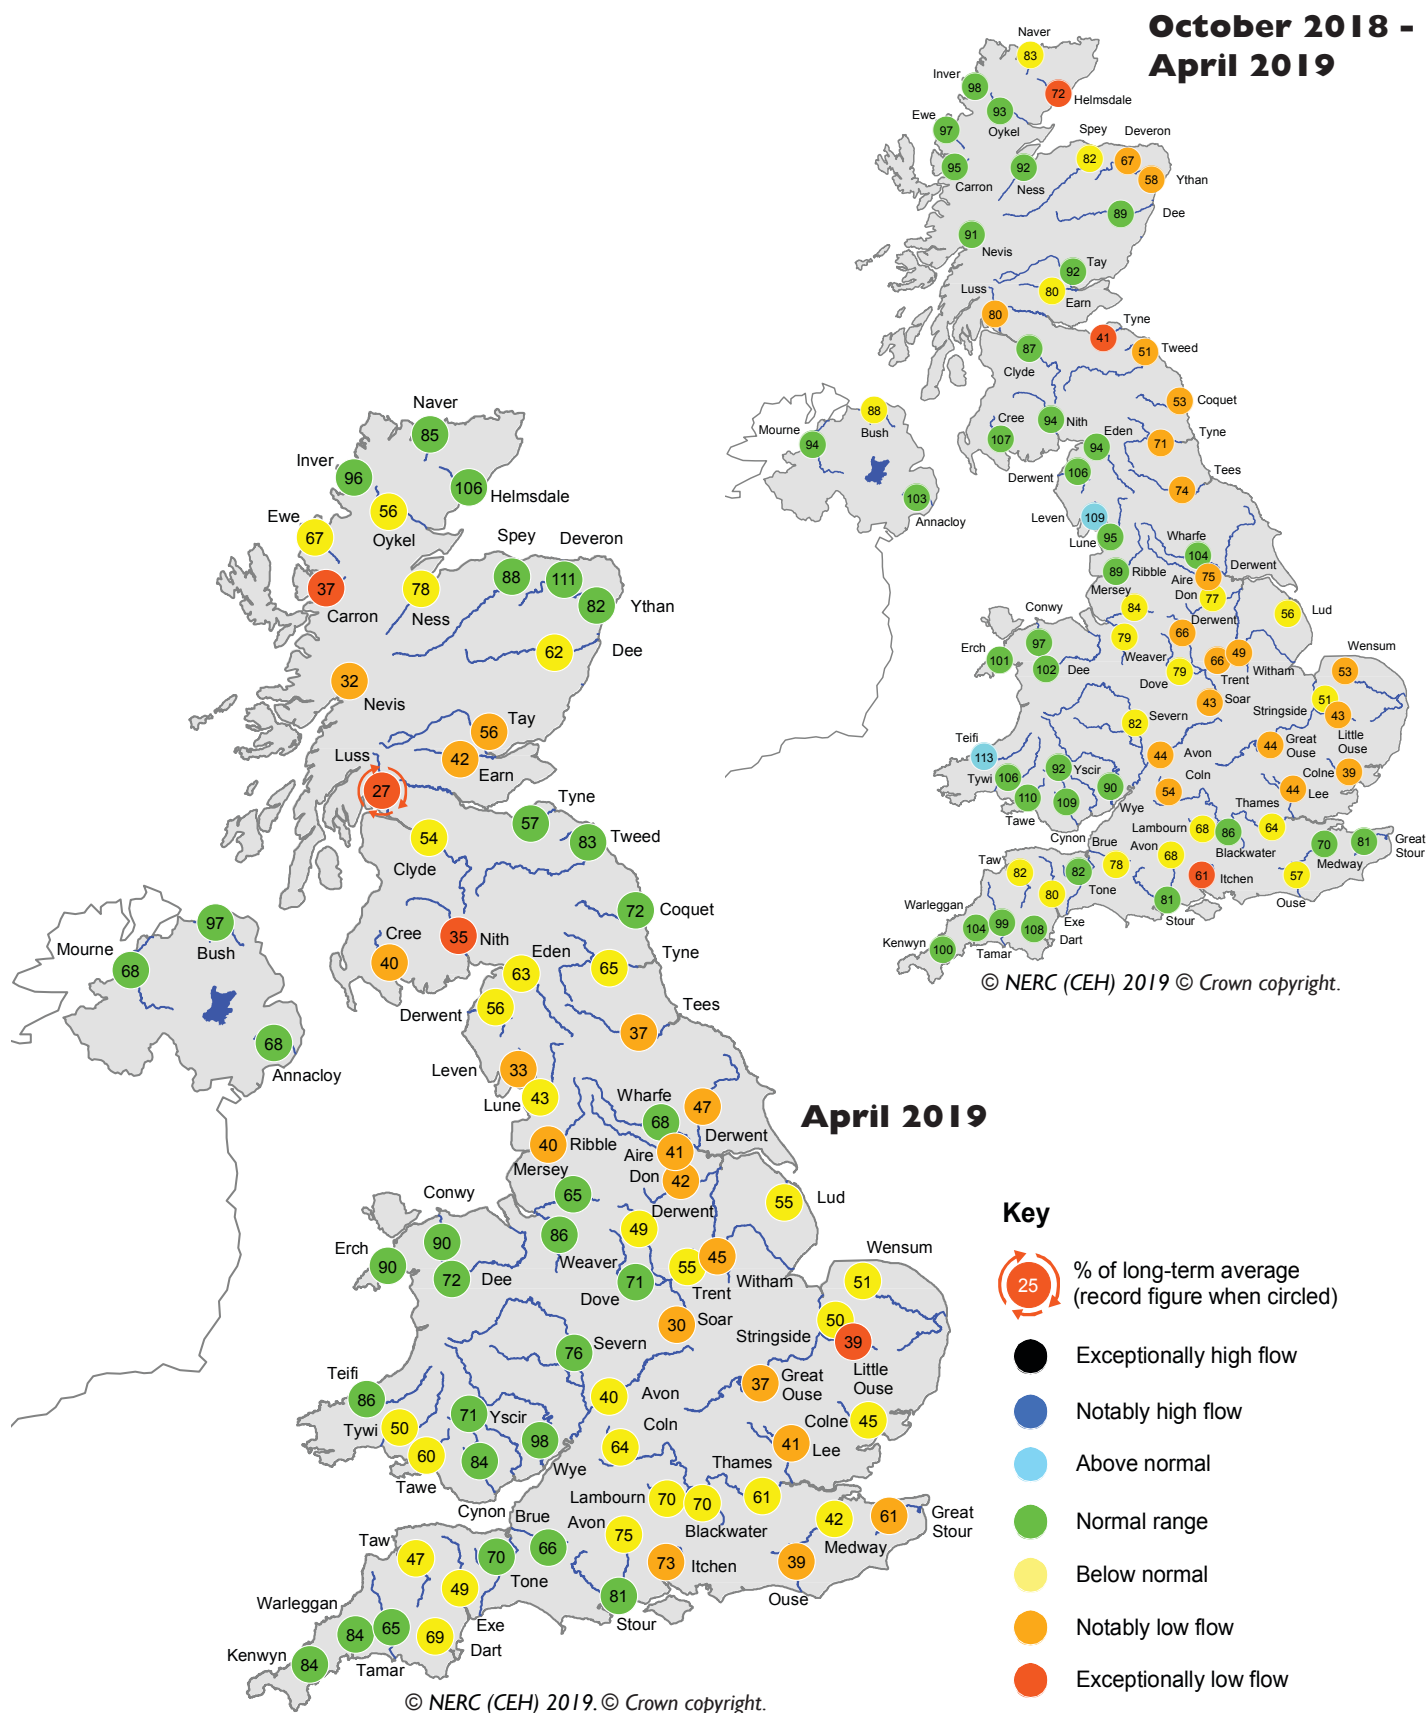 October 2018 -
April 2019
Naver
83
Inver
98
72
Helmsdale
93
Oykel
Ewe
97
Spey
Deveron
95
Carron
92
Ness
82
67
58
Ythan
89
Dee
91
Nevis
92
Tay
Luss
80
Earn
80
Tyne
41
51
Tweed
87
Clyde
53
Coquet
88
Bush
Mourne
94
Cree
107
94
Nith
Eden
94
71
Tyne
103
Annacloy
Derwent
106
Tees
74
Leven
109
Lune
95
Wharfe
104
Derwent
89
Ribble
Aire
75
Mersey
84
Don
77
56
Lud
Conwy
97
79
Weaver
Derwent
66
Erch
101
102
Dee
Dove
79
66
Trent
49
Witham
Wensum
53
43
Soar
Stringside
51
43
Little
Ouse
82
Severn
Teifi
113
44
Avon
44
Great
Ouse
Colne
39
Tywi
106
92
Yscir
90
Wye
Coln
54
44
Lee
110
Tawe
109
Cynon
Thames
64
Lambourn
68
86
Blackwater
70
Medway
81
Great
Stour
Brue
78
Avon
68
Taw
82
82
Tone
61
Itchen
57
Ouse
80
Exe
81
Stour
Warleggan
104
99
Tamar
108
Dart
Kenwyn
100
© NERC (CEH) 2019 © Crown copyright.
Naver
85
Inver
96
106
Helmsdale
56
Oykel
Ewe
67
Spey
Deveron
37
Carron
78
Ness
88
111
82
Ythan
62
Dee
32
Nevis
56
Tay
Luss
42
Earn
27
Tyne
57
83
Tweed
54
Clyde
72
Coquet
97
Bush
Mourne
68
Cree
40
35
Nith
Eden
63
65
Tyne
68
Annacloy
56
Derwent
Tees
37
Leven
33
Lune
43
Wharfe
68
47
Derwent
April 2019
40
Ribble
Aire
41
Mersey
65
Don
42
55
Lud
Conwy
90
86
Weaver
Derwent
49
Erch
90
72
Dee
Dove
71
55
Trent
45
Witham
Wensum
51
30
Soar
Stringside
50
39
Little
Ouse
76
Severn
Teifi
86
40
Avon
37
Great
Ouse
Colne
45
Tywi
50
71
Yscir
98
Wye
Coln
64
41
Lee
60
Tawe
84
Cynon
Thames
61
Lambourn
70
70
Blackwater
42
Medway
61
Great
Stour
Brue
66
Avon
75
Taw
47
70
Tone
73
Itchen
39
Ouse
49
Exe
81
Stour
Warleggan
84
65
Tamar
69
Dart
Kenwyn
84
© NERC (CEH) 2019. © Crown copyright.
Key
25
% of long-term average
(record figure when circled)
Exceptionally high flow
Notably high flow
Above normal
Normal range
Below normal
Notably low flow
Exceptionally low flow